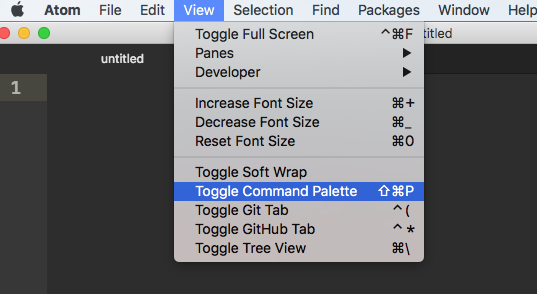 Atom File Edit View Selection Find Packages Window Help
untitled
Toggle Full Screen ⌃⌘F
Panes ▶
Developer ▶
Increase Font Size ⌘+
Decrease Font Size ⌘_
Reset Font Size ⌘0
Toggle Soft Wrap
Toggle Command Palette ⇧⌘P
Toggle Git Tab ⌃(
Toggle GitHub Tab ⌃*
Toggle Tree View ⌘\
untitled
1